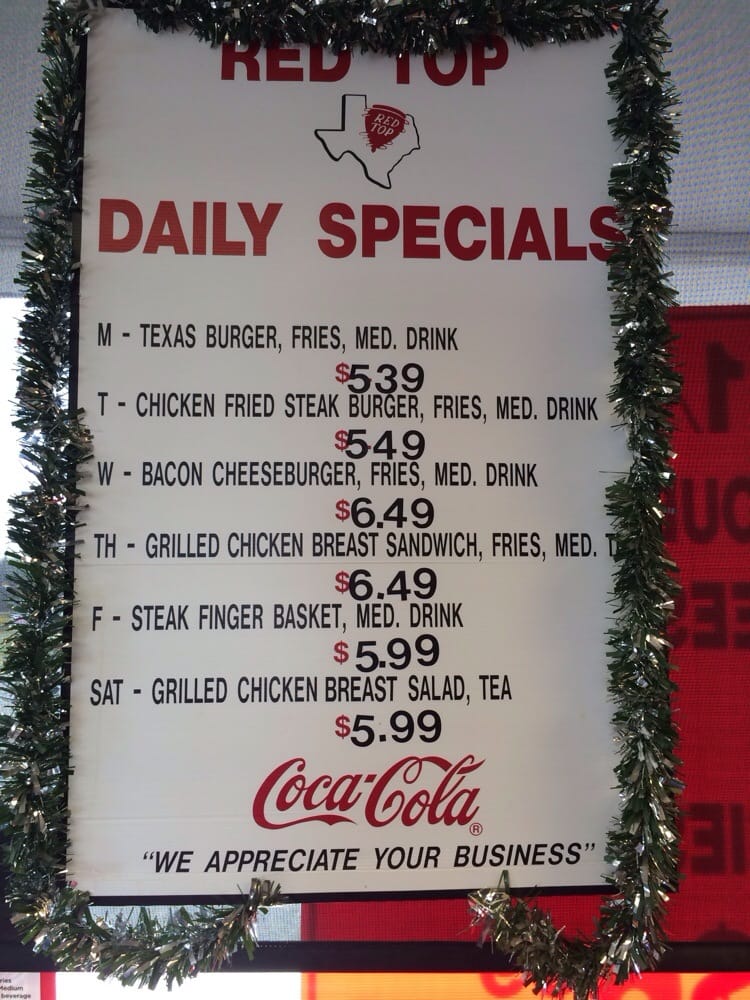 RED TOP
RED
TOP
DAILY SPECIALS
M - TEXAS BURGER, FRIES, MED. DRINK
$539
T - CHICKEN FRIED STEAK BURGER, FRIES, MED. DRINK
$549
W - BACON CHEESEBURGER, FRIES, MED. DRINK
$6.49
TH - GRILLED CHICKEN BREAST SANDWICH, FRIES, MED.
$6.49
F - STEAK FINGER BASKET, MED. DRINK
$5.99
SAT - GRILLED CHICKEN BREAST SALAD, TEA
$5.99
Coca-Cola®
"WE APPRECIATE YOUR BUSINESS"
Medium
beverage